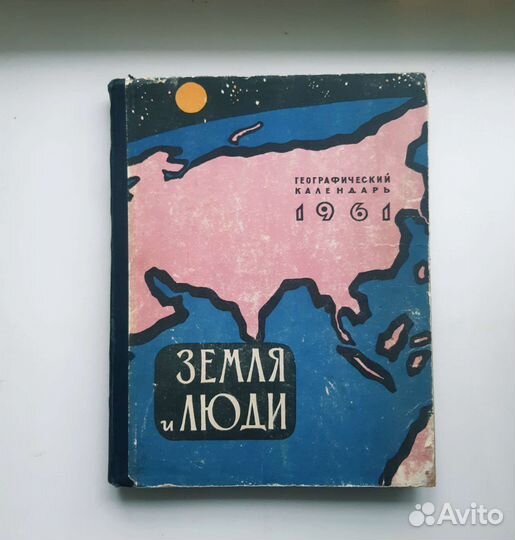 ГЕОГРАФИЧЕСКИЙ
КАЛЕНДАРЬ
1961
ЗЕМЛЯ
и ЛЮДИ
Avito